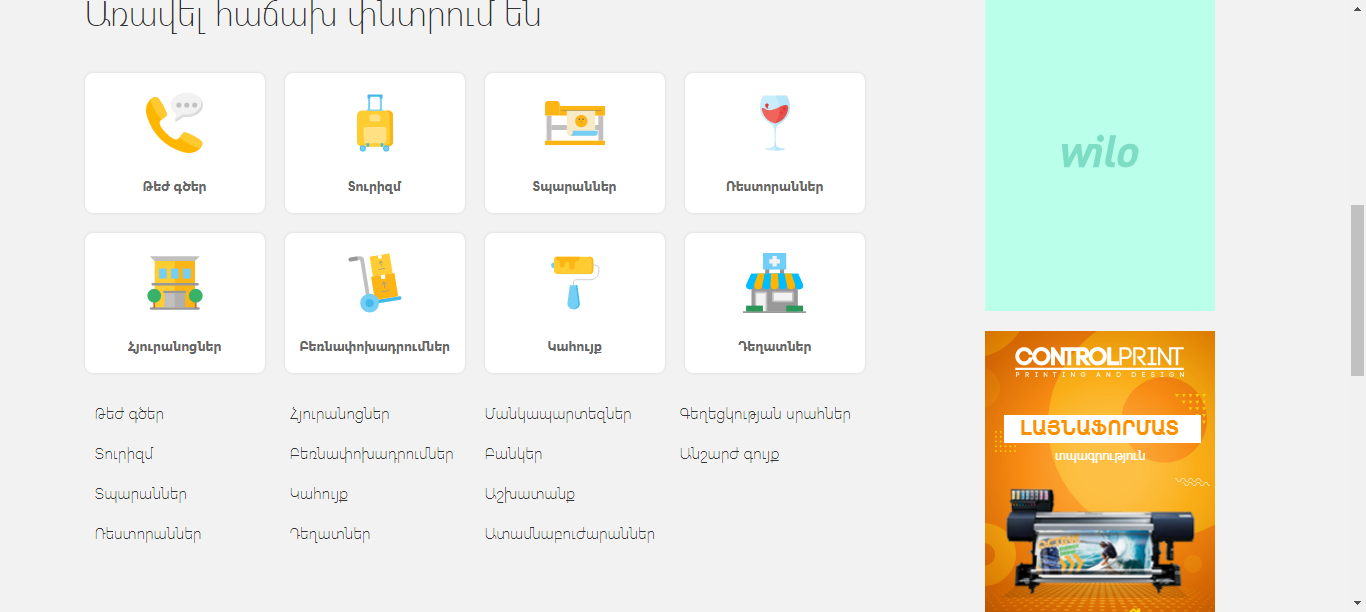 Առավել հաճախ փնտրում են
Թեժ գծեր
Տուրիզմ
Տպարաններ
Ռեստորաններ
Հյուրանոցներ
Բեռնափոխադրումներ
Կահույք
Դեղատներ
Թեժ գծեր
Հյուրանոցներ
Մանկապարտեզներ
Գեղեցկության սրահներ
Տուրիզմ
Բեռնափոխադրումներ
Բանկեր
Անշարժ գույք
Տպարաններ
Կահույք
Աշխատանք
Ռեստորաններ
Դեղատներ
Ատամնաբուժարաններ
wilo
CONTROLPRINT
PRINTING AND DESIGN
ԼԱՅՆԱՖՈՐՄԱՏ
տպագրություն